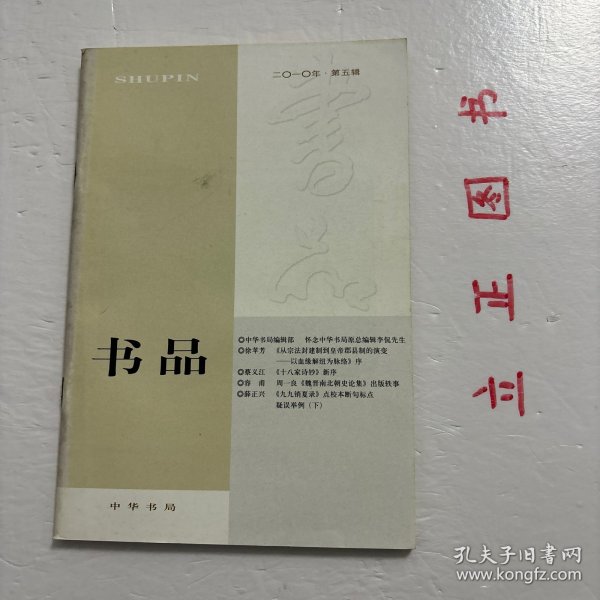 SHUPIN
二〇一〇年·第五辑
书品
◎中华书局编辑部 怀念中华书局原总编辑李侃先生
◎徐苹芳 《从宗法封建制到皇帝郡县制的演变
——以血缘解纽为脉络》序
◎蔡义江 《十八家诗钞》新序
◎容甫 周一良《魏晋南北朝史论集》出版轶事
◎薛正兴 《九九销夏录》点校本断句标点
疑误举例(下)
中华书局
立正图书
孔夫子旧书网
www.kongfz.com